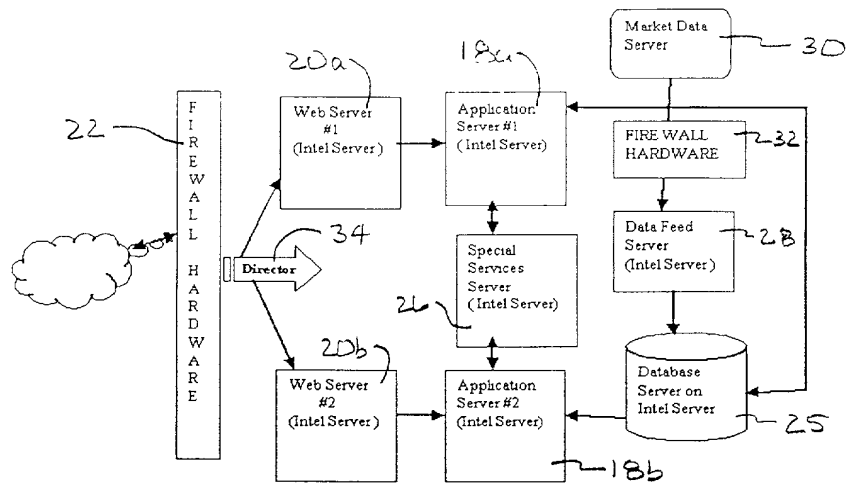 Market Data
Server
30
20a
18a
22
FIREWALL HARDWARE
Web Server
#1
(Intel Server)
Application
Server #1
(Intel Server)
FIRE WALL
HARDWARE
32
34
Director
Special
Services
Server
(Intel Server)
26
Data Feed
Server
(Intel Server)
28
20b
Web Server
#2
(Intel Server)
Application
Server #2
(Intel Server)
18b
Database
Server on
Intel Server
25